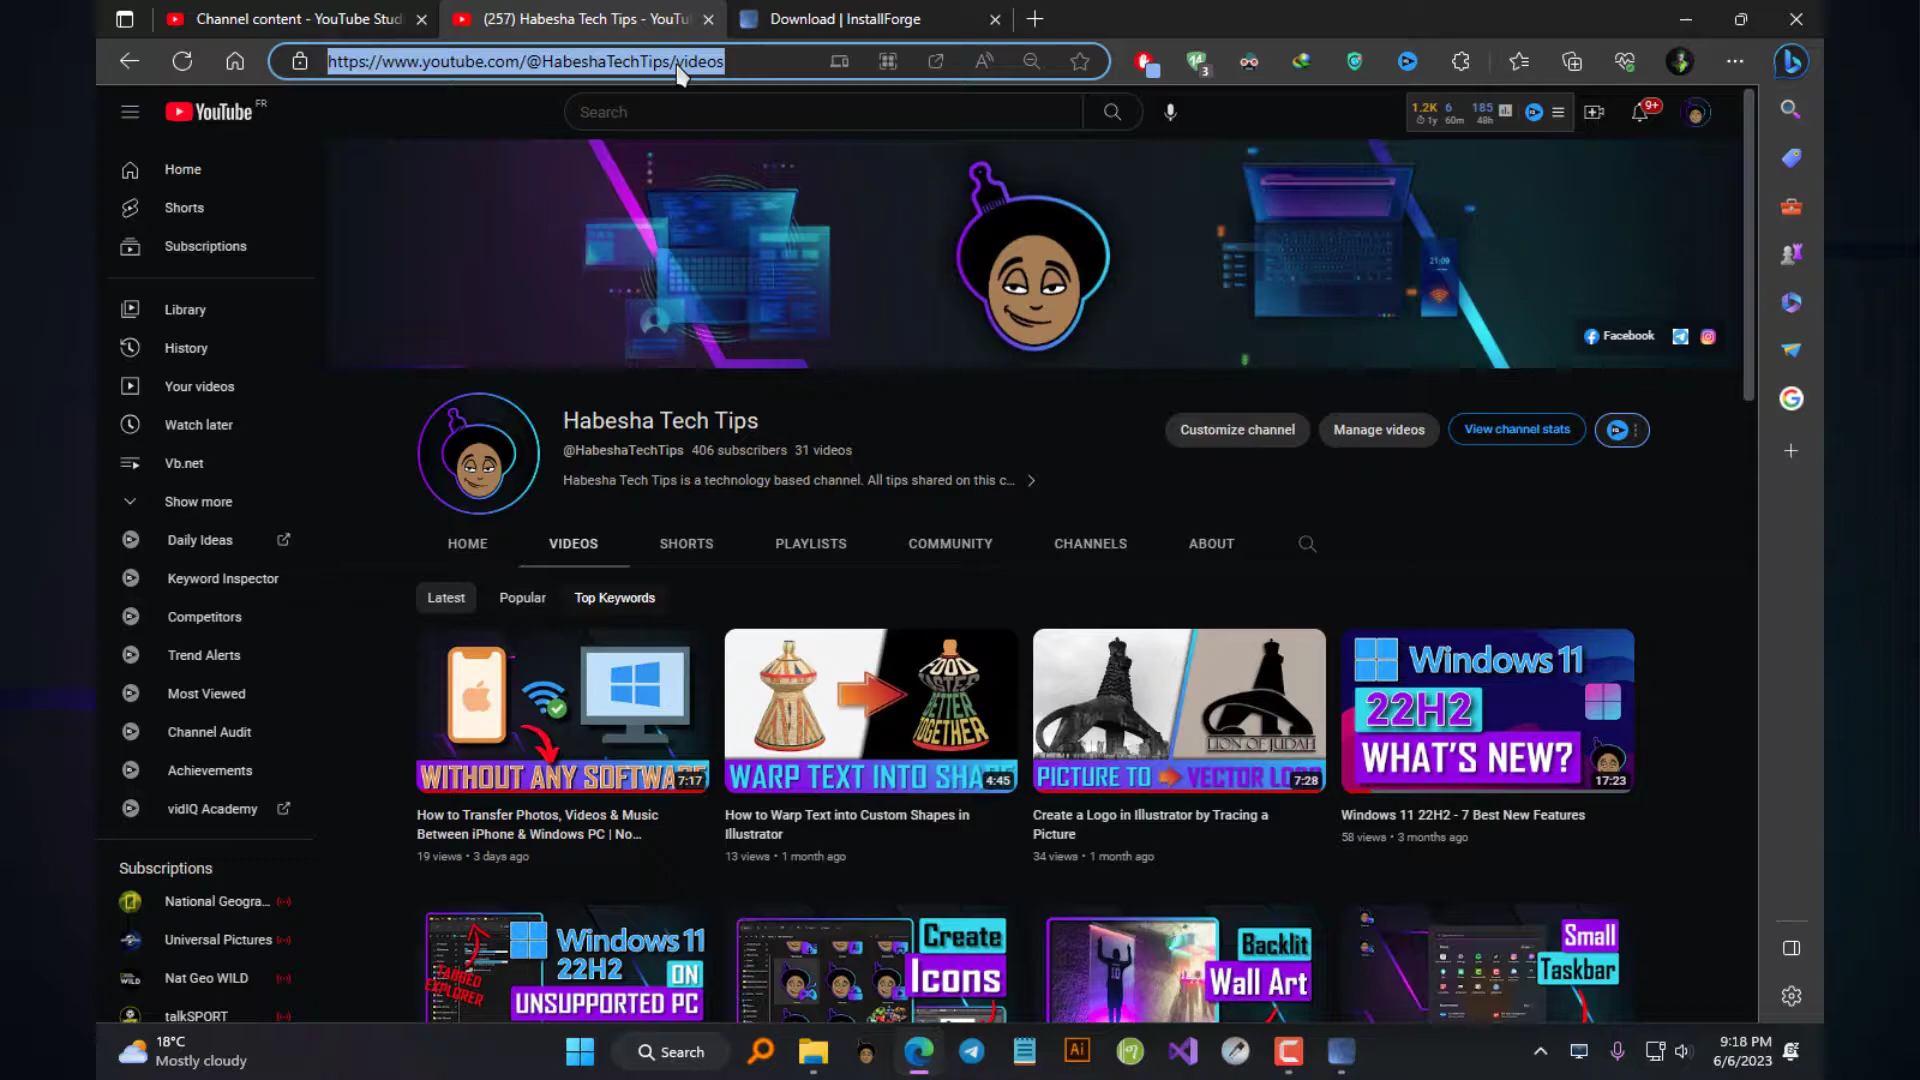 Channel content - YouTube Stud
(257) Habesha Tech Tips - YouTu
Download | InstallForge
https://www.youtube.com/@HabeshaTechTips/videos
YouTube FR
Search
1.2K 6 185
1y 60m 48h
9+
Home
Shorts
Subscriptions
Library
History
Your videos
Watch later
Vb.net
Show more
Daily Ideas
Keyword Inspector
Competitors
Trend Alerts
Most Viewed
Channel Audit
Achievements
vidIQ Academy
Subscriptions
National Geogra...
Universal Pictures
Nat Geo WILD
talkSPORT
21:09
Facebook
Habesha Tech Tips
@HabeshaTechTips 406 subscribers 31 videos
Habesha Tech Tips is a technology based channel. All tips shared on this c...
Customize channel
Manage videos
View channel stats
HOME
VIDEOS
SHORTS
PLAYLISTS
COMMUNITY
CHANNELS
ABOUT
Latest
Popular
Top Keywords
WITHOUT ANY SOFTWA
7:17
How to Transfer Photos, Videos & Music
Between iPhone & Windows PC | No...
19 views • 3 days ago
FOOD
TASTES
BETTER
TOGETHER
WARP TEXT INTO SHA
4:45
How to Warp Text into Custom Shapes in
Illustrator
13 views • 1 month ago
LION OF JUDAH
PICTURE TO VECTOR LO
7:28
Create a Logo in Illustrator by Tracing a
Picture
34 views • 1 month ago
Windows 11
22H2
WHAT'S NEW?
17:23
Windows 11 22H2 - 7 Best New Features
58 views • 3 months ago
TABBED
EXPLORER
Windows 11
22H2
ON
UNSUPPORTED PC
Create
Icons
Backlit
Wall Art
Small
Taskbar
18°C
Mostly cloudy
Search
Ai
9:18 PM
6/6/2023